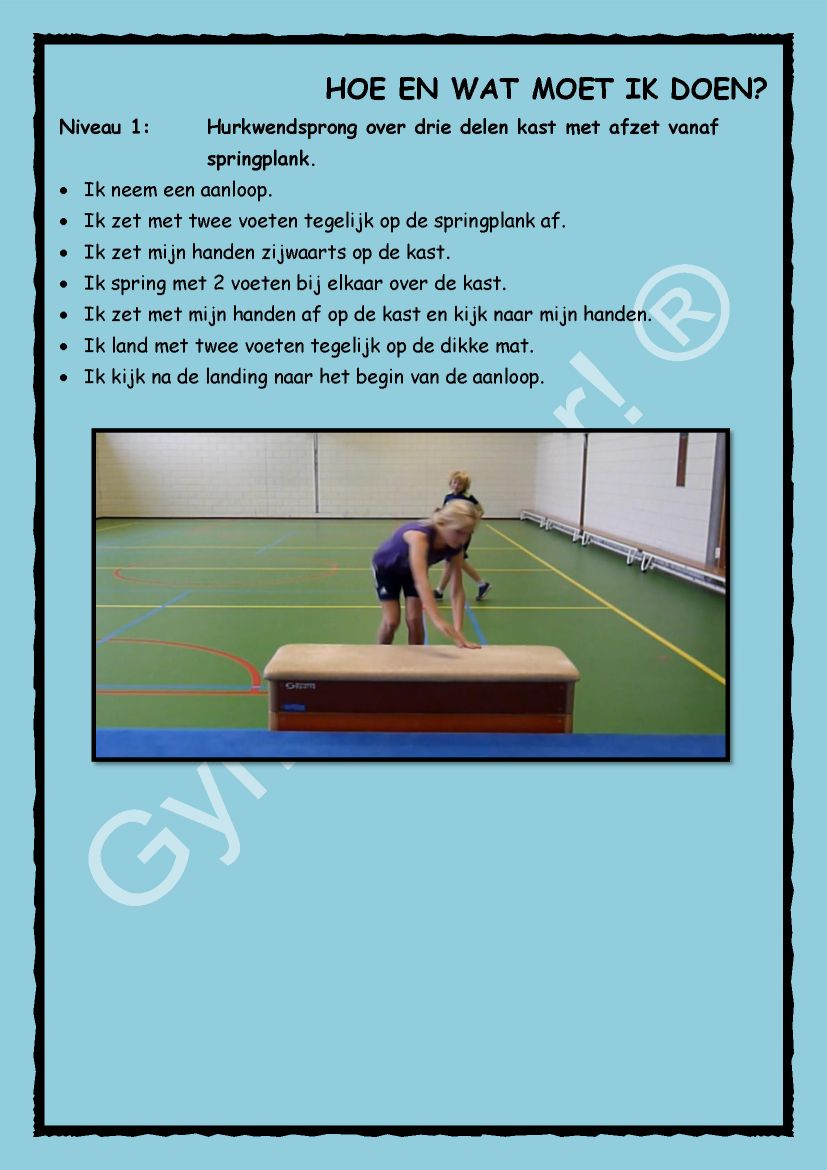 HOE EN WAT MOET IK DOEN?
Niveau 1: Hurkwendsprong over drie delen kast met afzet vanaf
springplank.
• Ik neem een aanloop.
• Ik zet met twee voeten tegelijk op de springplank af.
• Ik zet mijn handen zijwaarts op de kast.
• Ik spring met 2 voeten bij elkaar over de kast.
• Ik zet met mijn handen af op de kast en kijk naar mijn handen.
• Ik land met twee voeten tegelijk op de dikke mat.
• Ik kijk na de landing naar het begin van de aanloop.